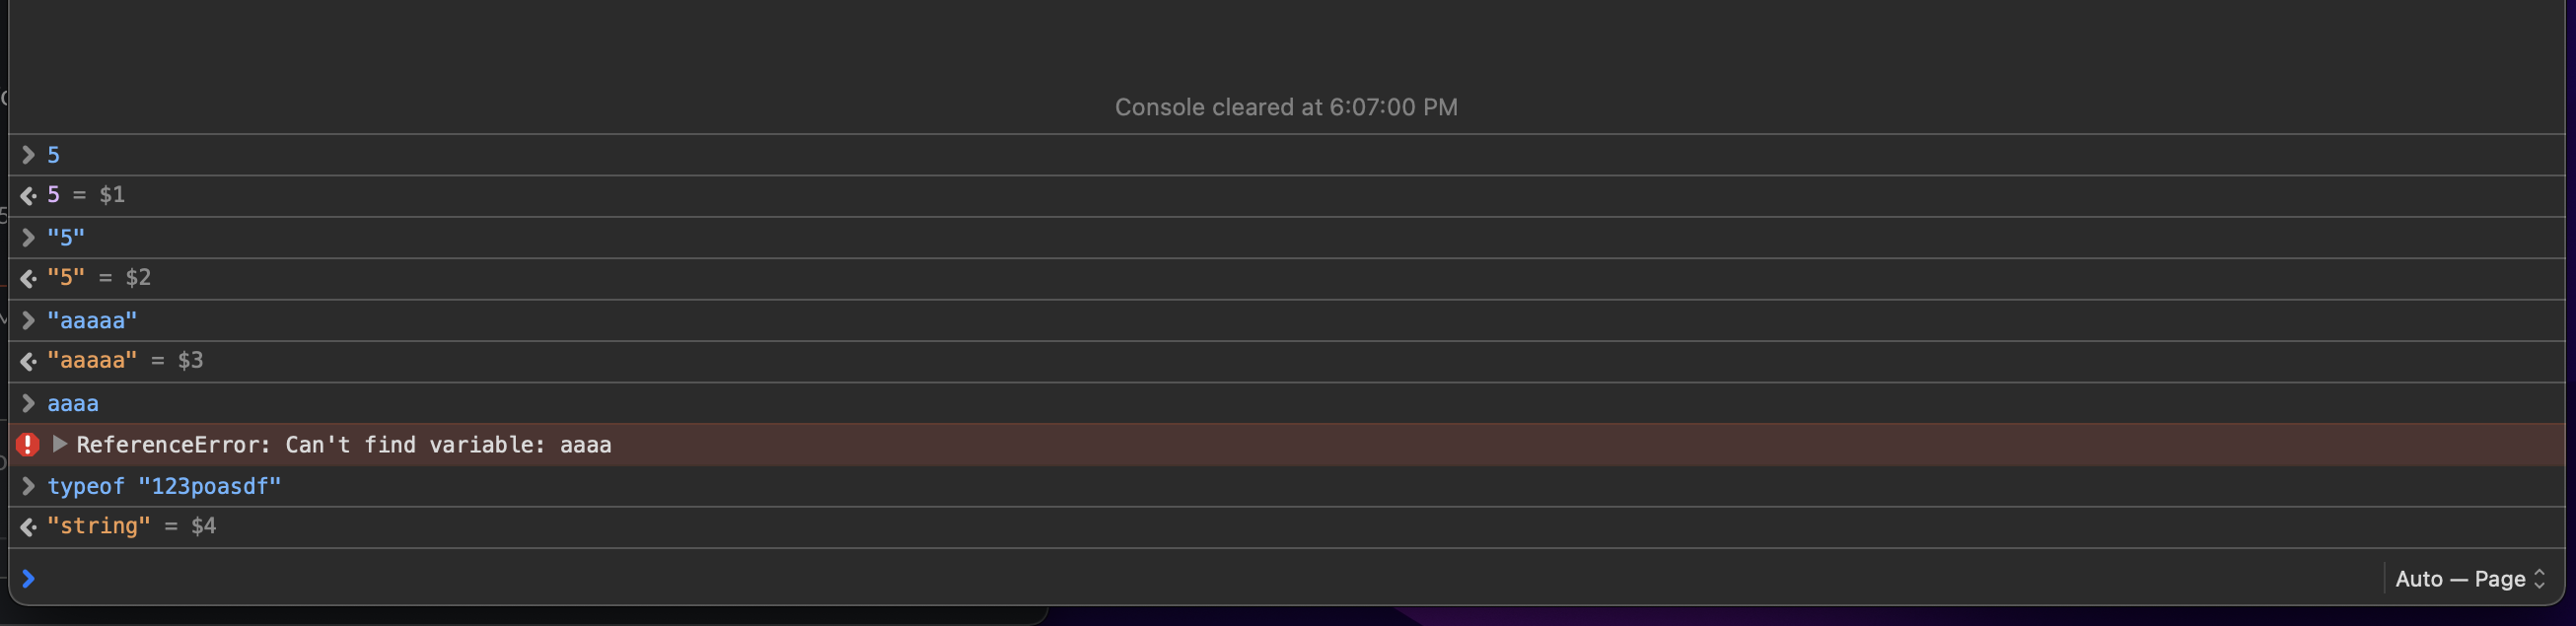 Console cleared at 6:07:00 PM
5
5 = $1
"5"
"5" = $2
"aaaaa"
"aaaaa" = $3
aaaa
ReferenceError: Can't find variable: aaaa
typeof "123poasdf"
"string" = $4
Auto — Page